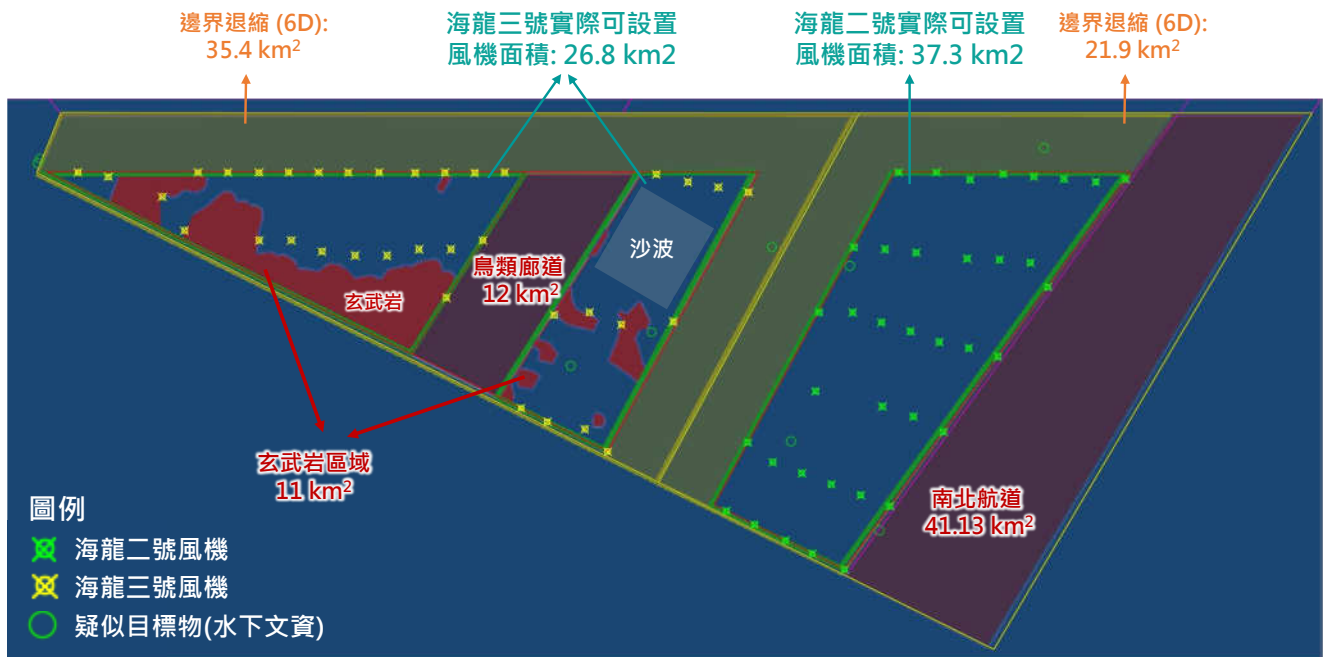 邊界退縮 (6D):
35.4 km²
海龍三號實際可設置
風機面積: 26.8 km2
海龍二號實際可設置
風機面積: 37.3 km2
邊界退縮 (6D):
21.9 km²
沙波
鳥類廊道
12 km²
玄武岩
玄武岩區域
11 km²
南北航道
41.13 km²
圖例
海龍二號風機
海龍三號風機
疑似目標物(水下文資)